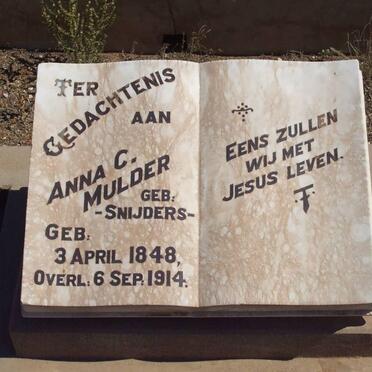 TER
GEDACHTENIS
AAN
ANNA C. MULDER
GEB:
-SNIJDERS-
GEB:
3 APRIL 1848,
OVERL: 6 SEP. 1914.
EENS ZULLEN
WIJ MET
JESUS LEVEN.